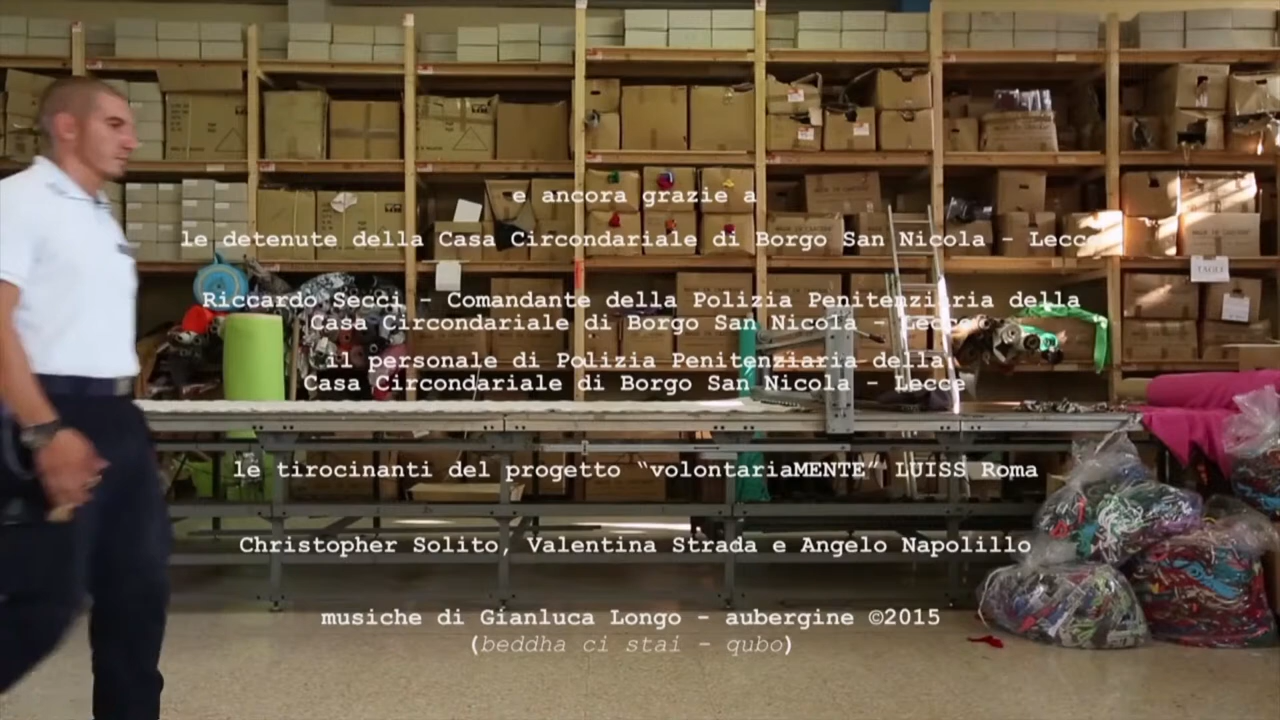 e ancora grazie a
le detenute della Casa Circondariale di Borgo San Nicola - Lecce
Riccardo Secci - Comandante della Polizia Penitenziaria della
Casa Circondariale di Borgo San Nicola - Lecce
il personale di Polizia Penitenziaria della
Casa Circondariale di Borgo San Nicola - Lecce
le tirocinanti del progetto “volontariaMENTE” LUISS Roma
Christopher Solito, Valentina Strada e Angelo Napolillo
musiche di Gianluca Longo - aubergine ©2015
(beddha ci stai - qubo)